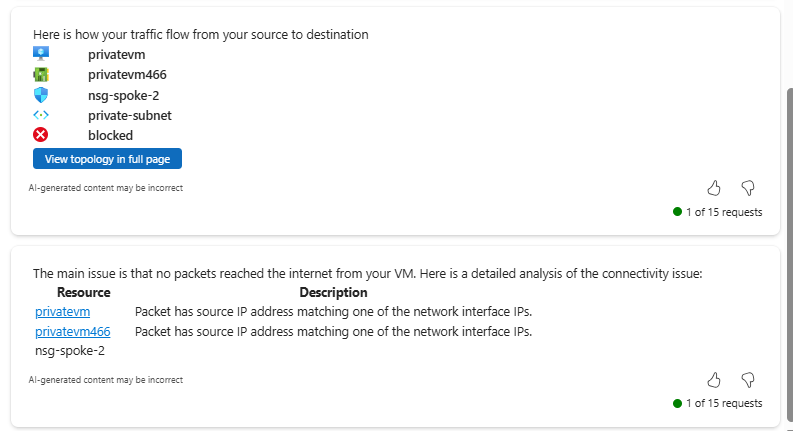 Here is how your traffic flow from your source to destination
privatevm
privatevm466
nsg-spoke-2
private-subnet
blocked
View topology in full page
AI-generated content may be incorrect
1 of 15 requests
The main issue is that no packets reached the internet from your VM. Here is a detailed analysis of the connectivity issue:
Resource Description
privatevm Packet has source IP address matching one of the network interface IPs.
privatevm466 Packet has source IP address matching one of the network interface IPs.
nsg-spoke-2
AI-generated content may be incorrect
1 of 15 requests